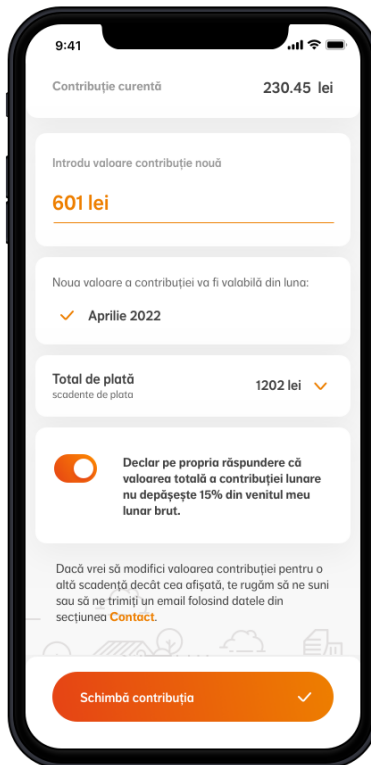 9:41
Contribuție curentă 230.45 lei
Introdu valoare contribuție nouă
601 lei
Noua valoare a contribuției va fi valabilă din luna:
Aprilie 2022
Total de plată 1202 lei
scadente de plata
Declar pe propria răspundere că
valoarea totală a contribuției lunare
nu depășește 15% din venitul meu
lunar brut.
Dacă vrei să modifici valoarea contribuției pentru o
altă scadență decât cea afișată, te rugăm să ne suni
sau să ne trimiți un email folosind datele din
secțiunea Contact.
Schimbă contribuția